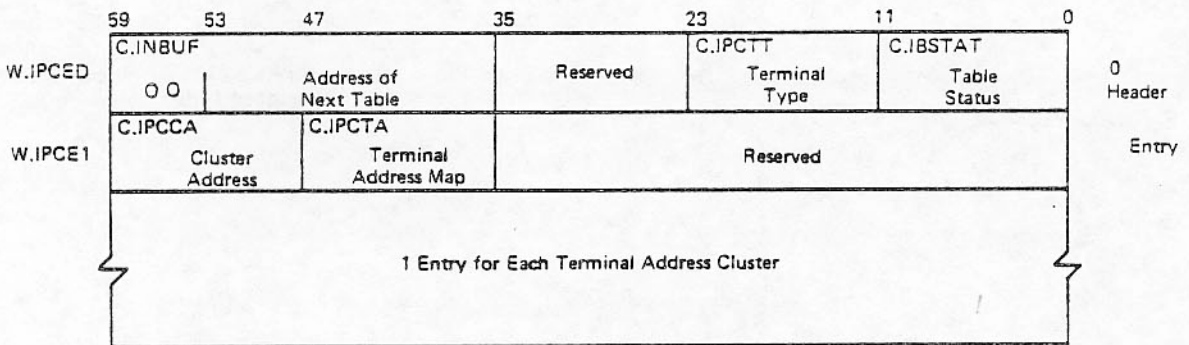 59 53 47 35 23 11 0
C.INBUF C.IPCTT C.IBSTAT
W.IPCED 0 0 Address of Next Table Reserved Terminal Type Table Status 0 Header
C.IPCCA C.IPCTA
W.IPCE1 Cluster Address Terminal Address Map Reserved Entry
1 Entry for Each Terminal Address Cluster